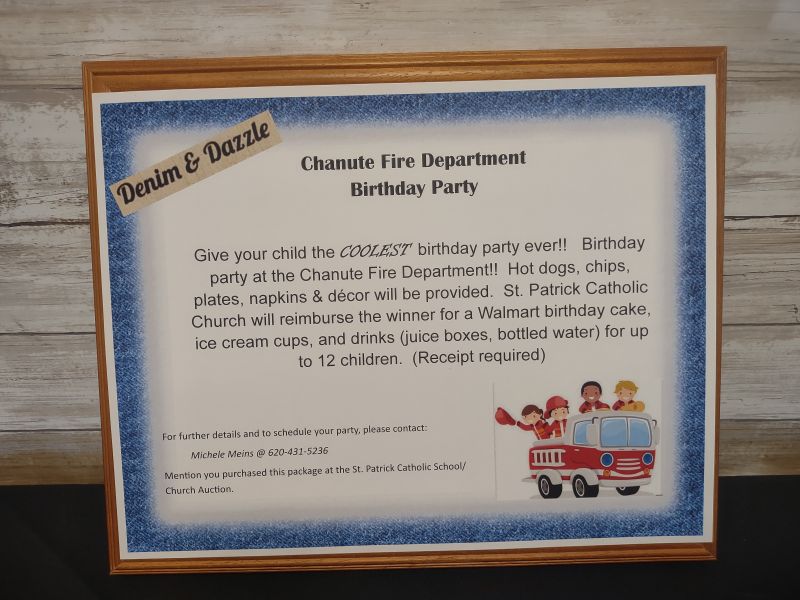 Denim & Dazzle
Chanute Fire Department
Birthday Party
Give your child the COOLEST birthday party ever!! Birthday
party at the Chanute Fire Department!! Hot dogs, chips,
plates, napkins & décor will be provided. St. Patrick Catholic
Church will reimburse the winner for a Walmart birthday cake,
ice cream cups, and drinks (juice boxes, bottled water) for up
to 12 children. (Receipt required)
For further details and to schedule your party, please contact:
Michele Meins @ 620-431-5236
Mention you purchased this package at the St. Patrick Catholic School/
Church Auction.